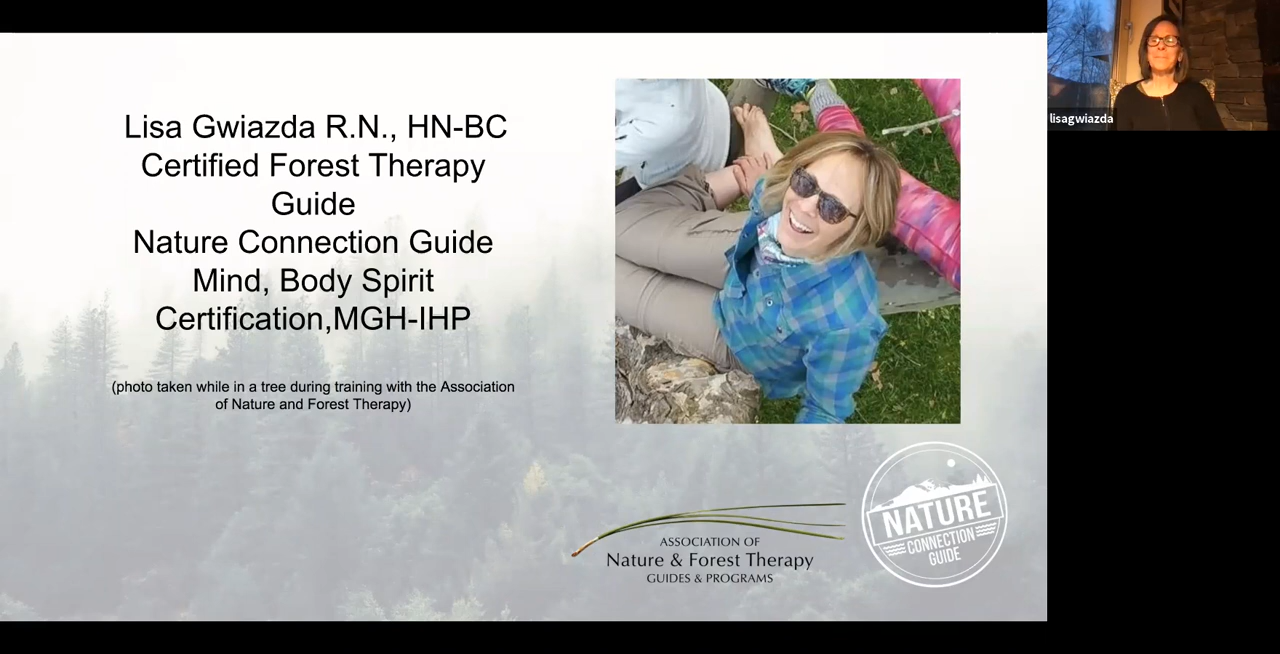 Lisa Gwiazda R.N., HN-BC
Certified Forest Therapy
Guide
Nature Connection Guide
Mind, Body Spirit
Certification,MGH-IHP
(photo taken while in a tree during training with the Association
of Nature and Forest Therapy)
ASSOCIATION OF
Nature & Forest Therapy
GUIDES & PROGRAMS
NATURE
CONNECTION
GUIDE
lisagwiazda